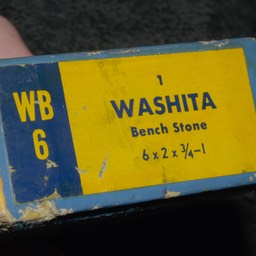 WB
6
1
WASHITA
Bench Stone
6 x 2 x ¾-1